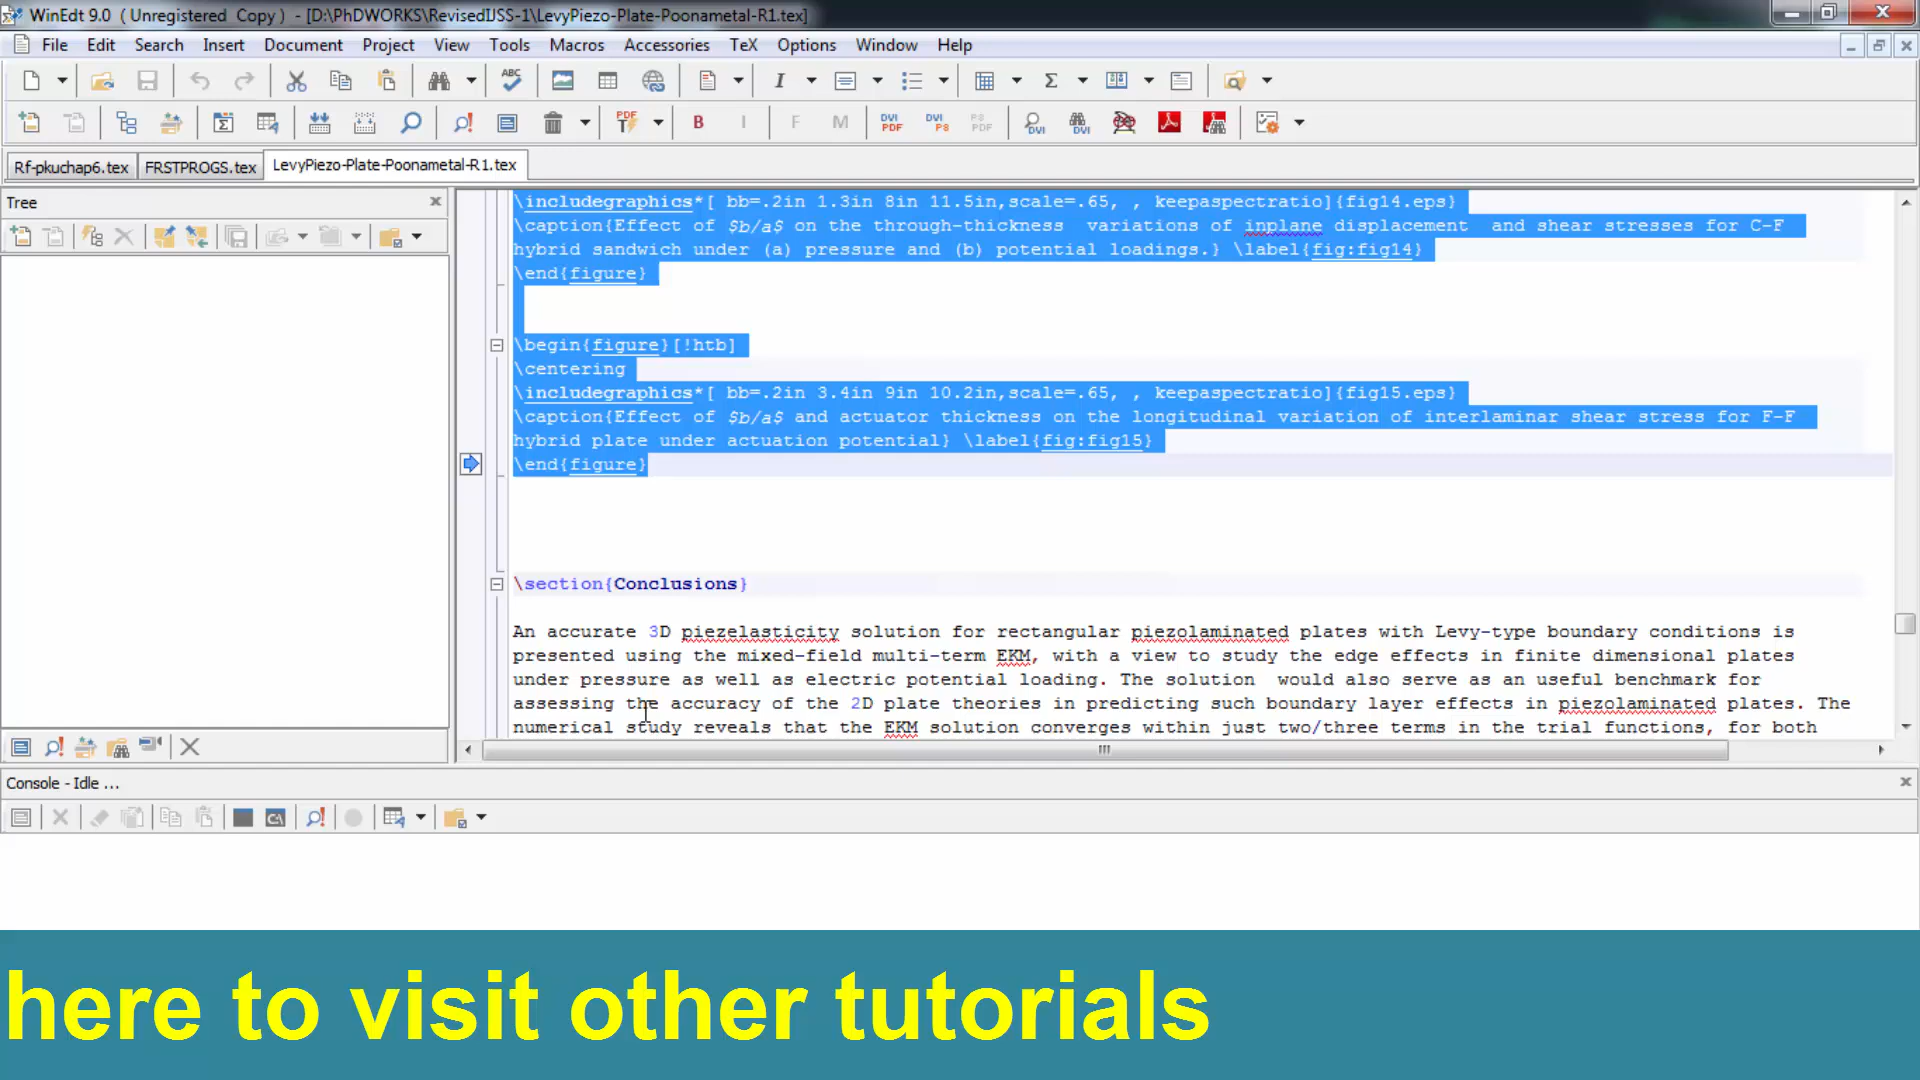 WinEdt 9.0 ( Unregistered Copy ) - [D:\PhDWORKS\RevisedIJSS-1\LevyPiezo-Plate-Poonametal-R1.tex]
File Edit Search Insert Document Project View Tools Macros Accessories TeX Options Window Help
ABC I Σ
Σ PDF T B I F M DVI PDF DVI PS PS PDF DVI DVI
Rf-pkuchap6.tex FRSTPROGS.tex LevyPiezo-Plate-Poonametal-R1.tex
Tree
\includegraphics*[ bb=.2in 1.3in 8in 11.5in,scale=.65, , keepaspectratio]{fig14.eps}
\caption{Effect of $b/a$ on the through-thickness variations of inplane displacement and shear stresses for C-F
hybrid sandwich under (a) pressure and (b) potential loadings.} \label{fig:fig14}
\end{figure}
\begin{figure}[!htb]
\centering
\includegraphics*[ bb=.2in 3.4in 9in 10.2in,scale=.65, , keepaspectratio]{fig15.eps}
\caption{Effect of $b/a$ and actuator thickness on the longitudinal variation of interlaminar shear stress for F-F
hybrid plate under actuation potential} \label{fig:fig15}
\end{figure}
\section{Conclusions}
An accurate 3D piezelasticity solution for rectangular piezolaminated plates with Levy-type boundary conditions is
presented using the mixed-field multi-term EKM, with a view to study the edge effects in finite dimensional plates
under pressure as well as electric potential loading. The solution would also serve as an useful benchmark for
assessing the accuracy of the 2D plate theories in predicting such boundary layer effects in piezolaminated plates. The
numerical study reveals that the EKM solution converges within just two/three terms in the trial functions, for both
Console - Idle ...
C:\
here to visit other tutorials